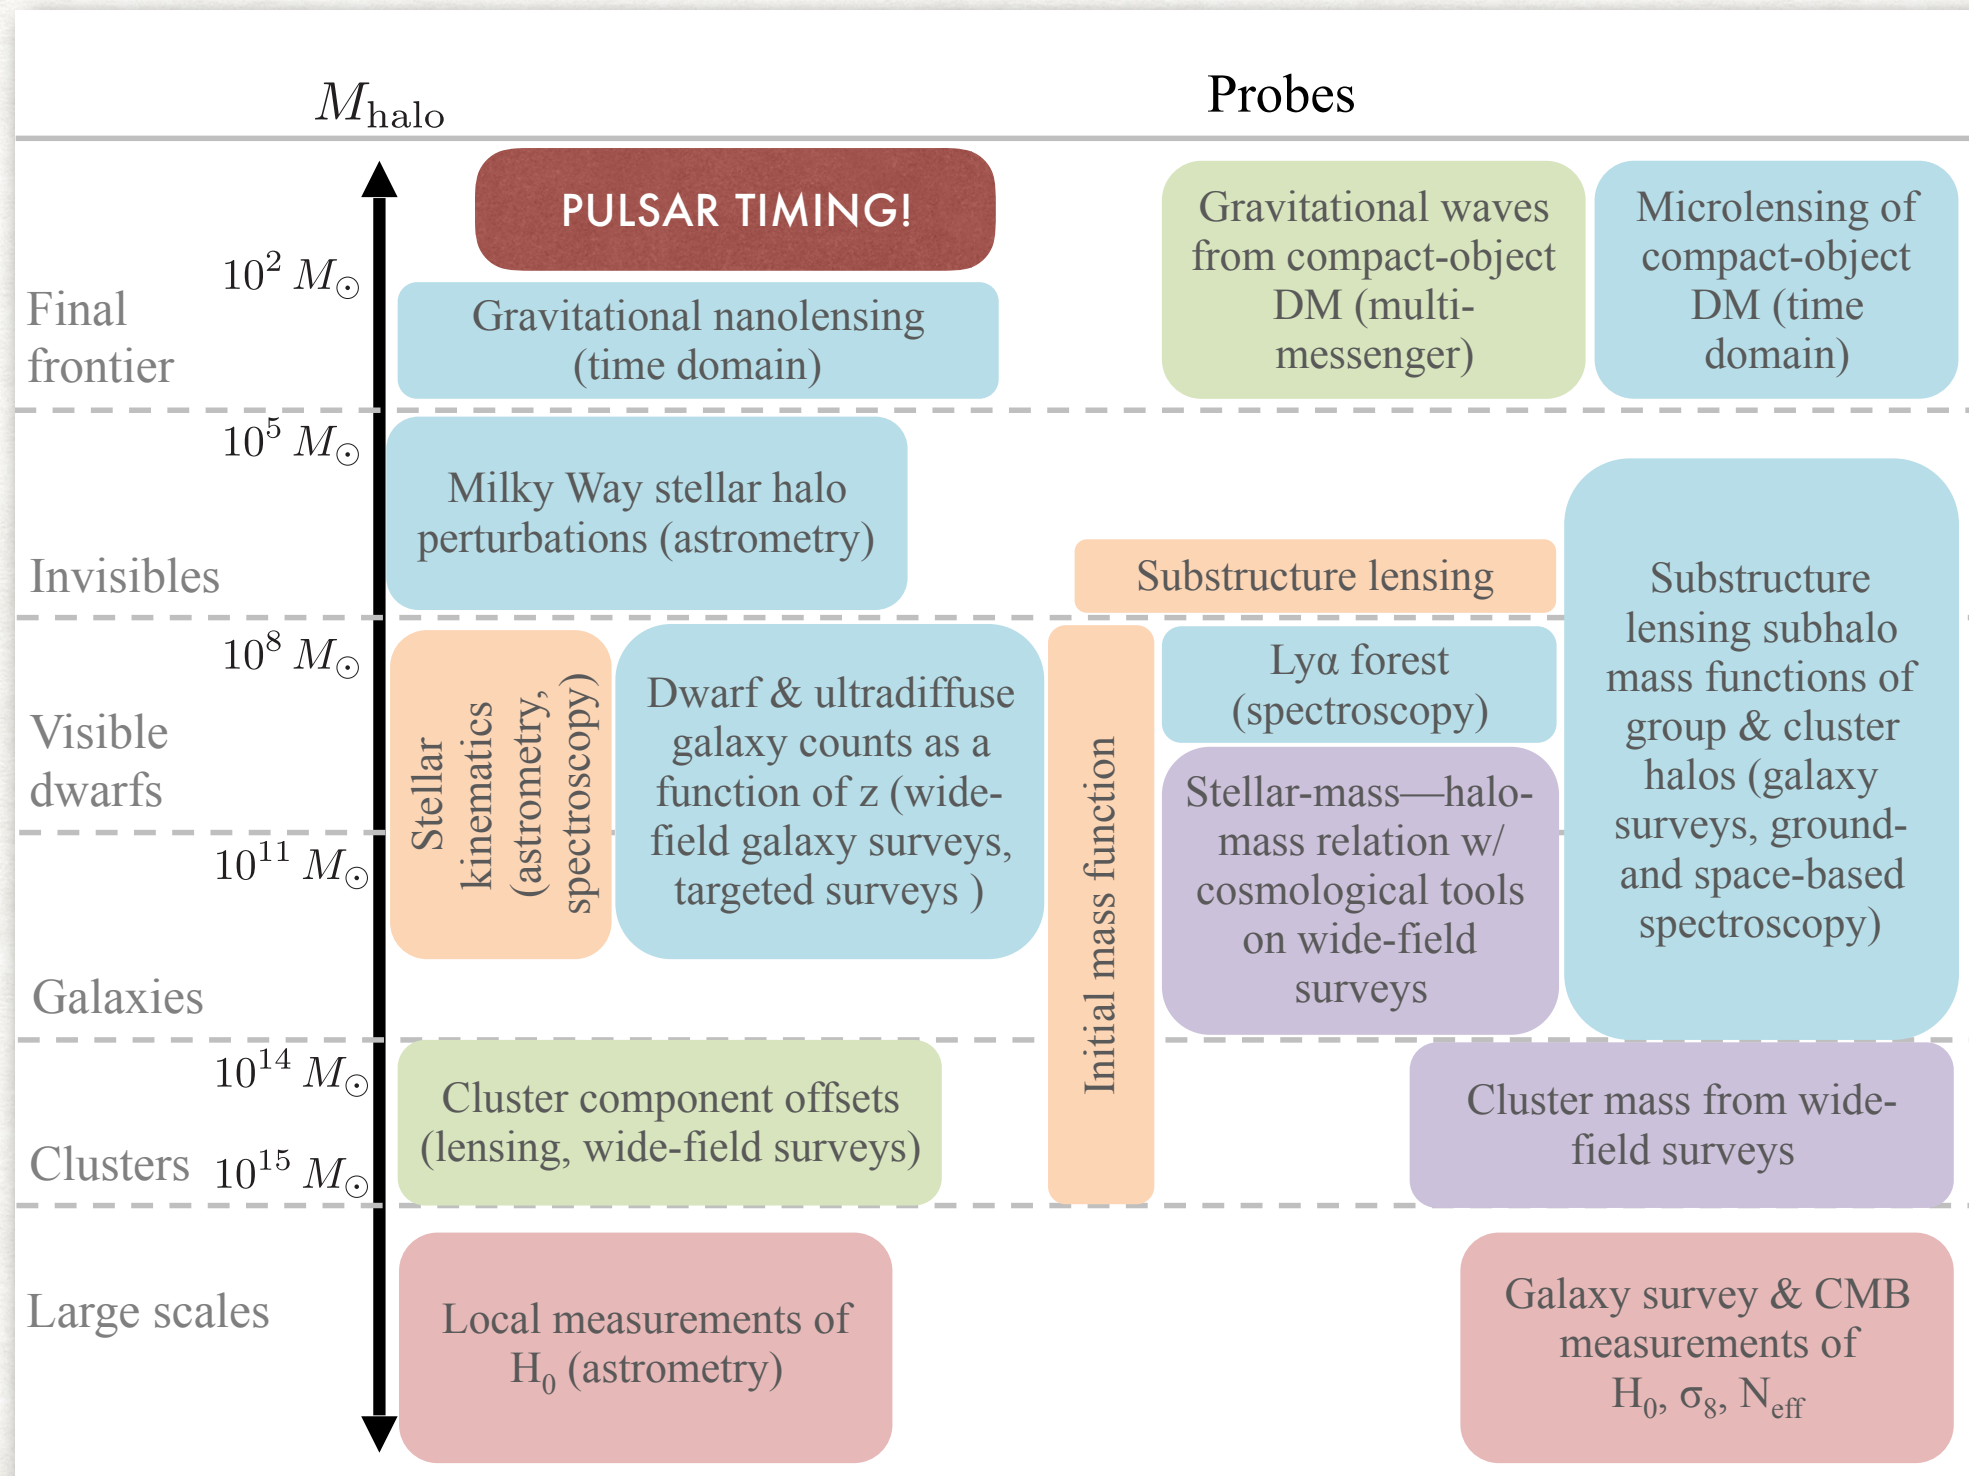 M_halo
Probes
PULSAR TIMING!
Gravitational waves
from compact-object
DM (multi-
messenger)
Microlensing of
compact-object
DM (time
domain)
10^2 M_⊙
Final
frontier
Gravitational nanolensing
(time domain)
10^5 M_⊙
Milky Way stellar halo
perturbations (astrometry)
Invisibles
Substructure lensing
Substructure
lensing subhalo
mass functions of
group & cluster
halos (galaxy
surveys, ground-
and space-based
spectroscopy)
10^8 M_⊙
Visible
dwarfs
Stellar
kinematics
(astrometry,
spectroscopy)
Dwarf & ultradiffuse
galaxy counts as a
function of z (wide-
field galaxy surveys,
targeted surveys )
Initial mass function
Lyα forest
(spectroscopy)
Stellar-mass—halo-
mass relation w/
cosmological tools
on wide-field
surveys
10^11 M_⊙
Galaxies
10^14 M_⊙
Cluster component offsets
(lensing, wide-field surveys)
Cluster mass from wide-
field surveys
Clusters
10^15 M_⊙
Large scales
Local measurements of
H_0 (astrometry)
Galaxy survey & CMB
measurements of
H_0, σ_8, N_eff